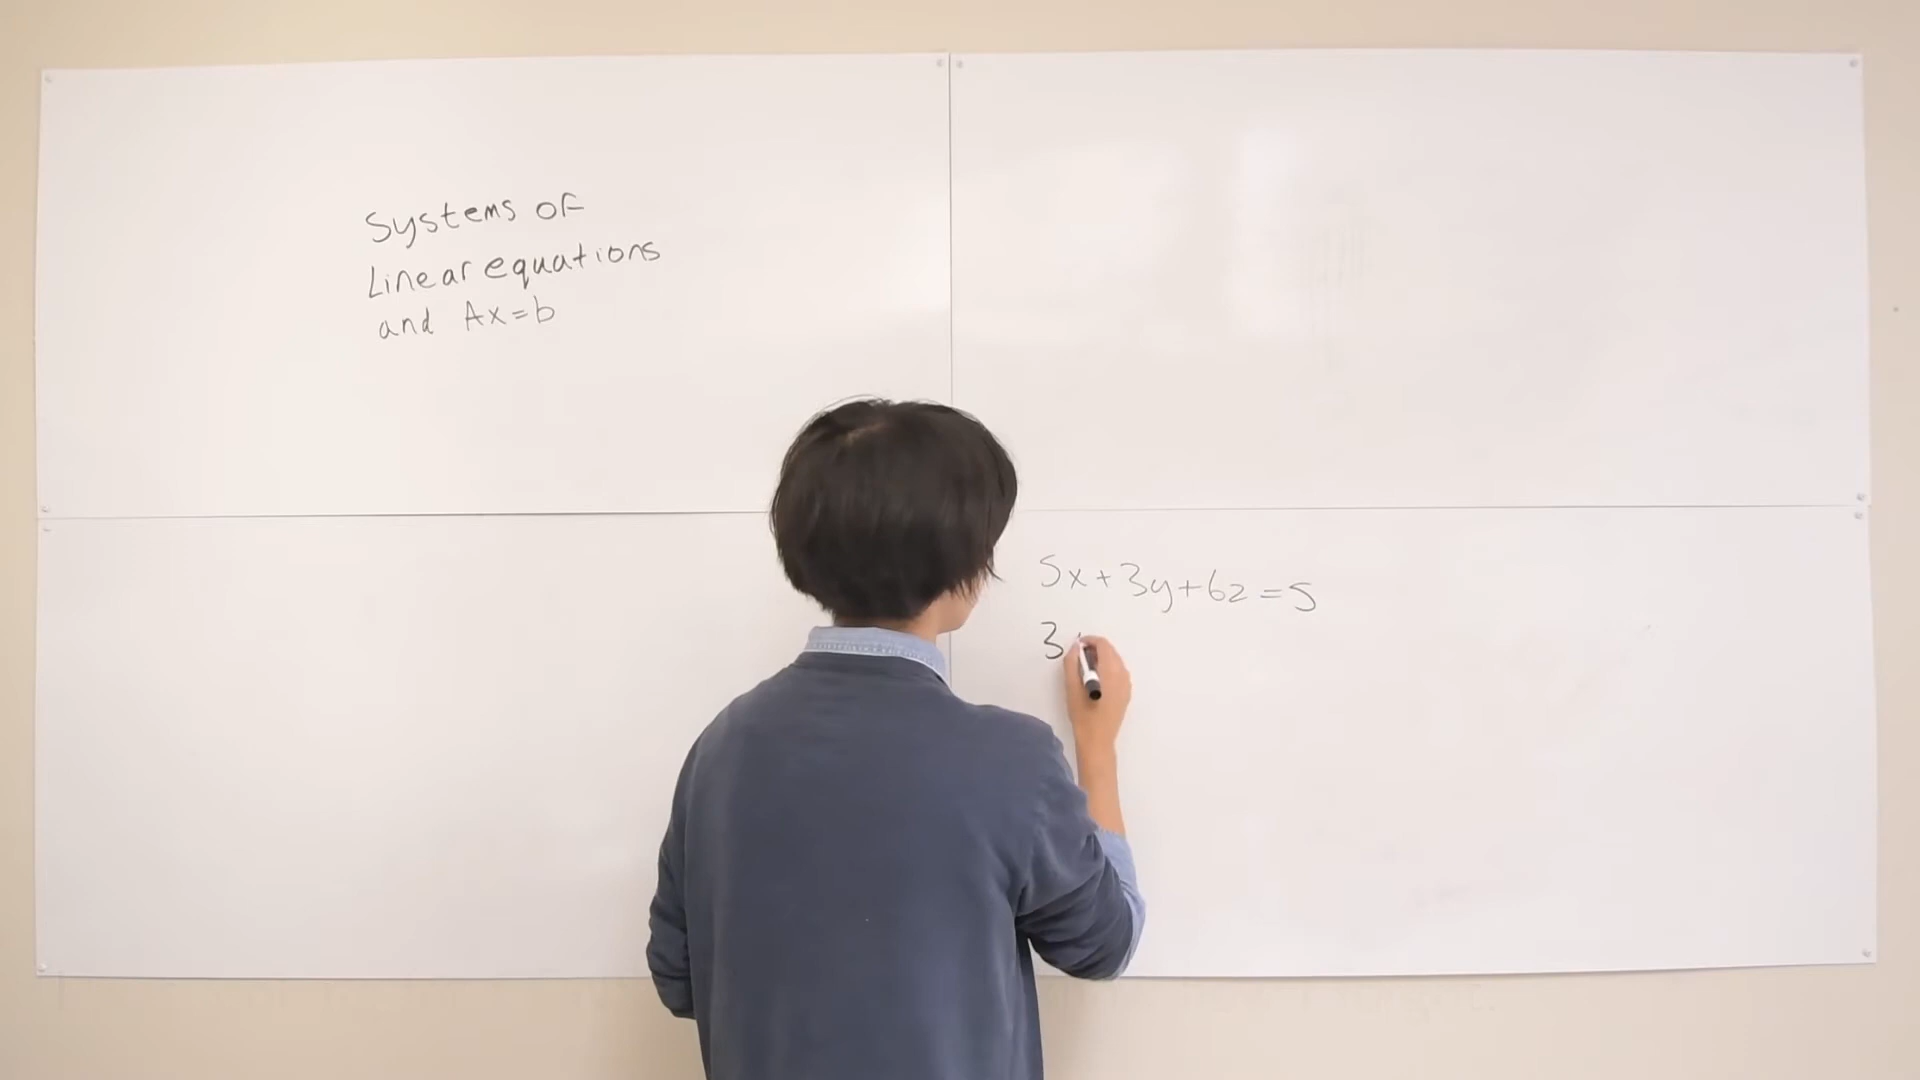 Systems of
Linear equations
and Ax=b
5x+3y+6z=5
3